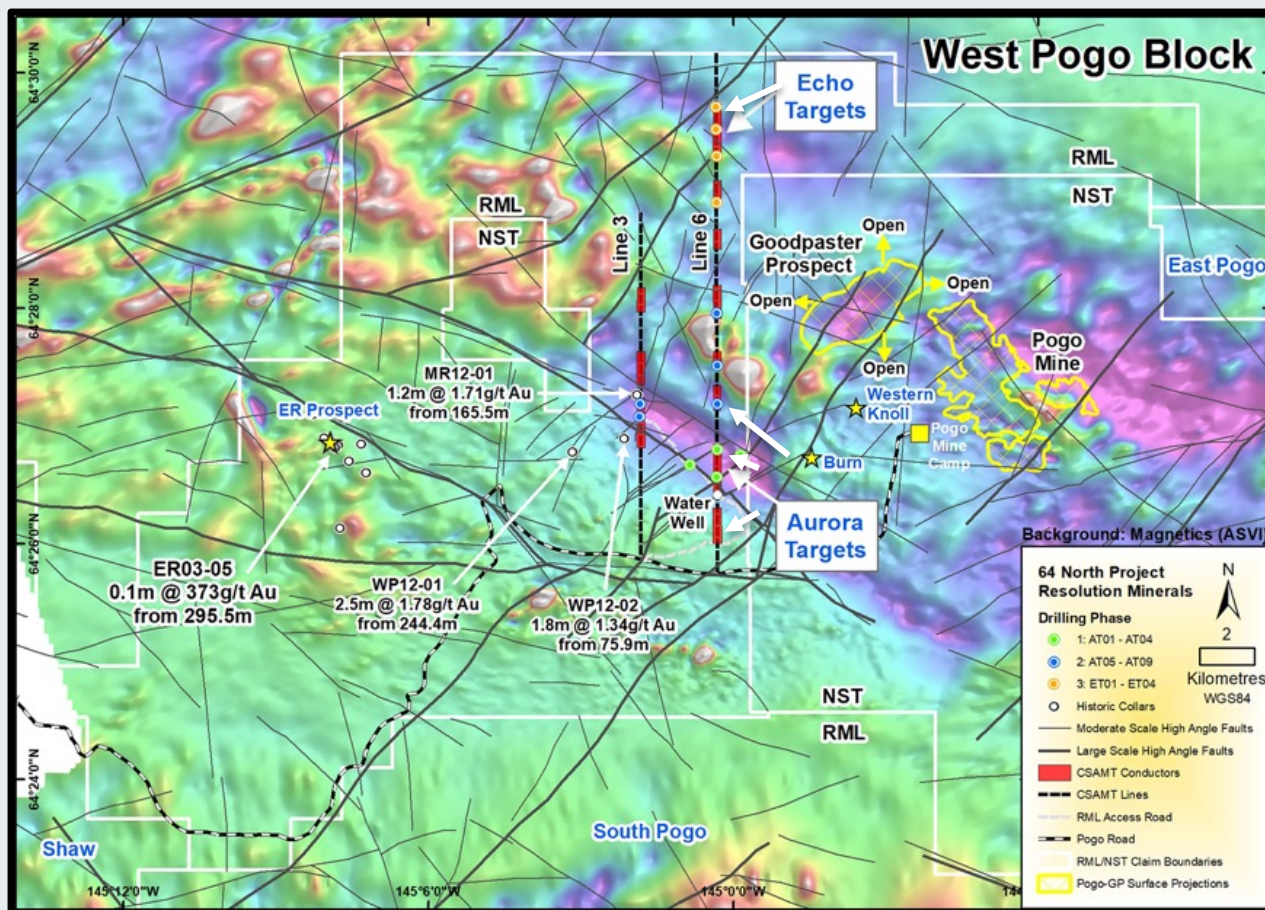 West Pogo Block
64°30'0"N
Echo
Targets
RML
NST
RML
NST
Line 3
Line 6
Goodpaster
Prospect
Open
Open
Open
Open
East Pogo
64°28'0"N
Pogo
Mine
MR12-01
1.2m @ 1.71g/t Au
from 165.5m
ER Prospect
Western
Knoll
Pogo
Mine
Camp
Burn
Water
Well
Aurora
Targets
64°26'0"N
ER03-05
0.1m @ 373g/t Au
from 295.5m
WP12-01
2.5m @ 1.78g/t Au
from 244.4m
WP12-02
1.8m @ 1.34g/t Au
from 75.9m
NST
RML
64°24'0"N
South Pogo
Shaw
145°12'0"W
145°6'0"W
145°0'0"W
Background: Magnetics (ASVI)
64 North Project
Resolution Minerals
N
2
Kilometres
WGS84
Drilling Phase
1: AT01 - AT04
2: AT05 - AT09
3: ET01 - ET04
Historic Collars
Moderate Scale High Angle Faults
Large Scale High Angle Faults
CSAMT Conductors
CSAMT Lines
RML Access Road
Pogo Road
RML/NST Claim Boundaries
Pogo-GP Surface Projections